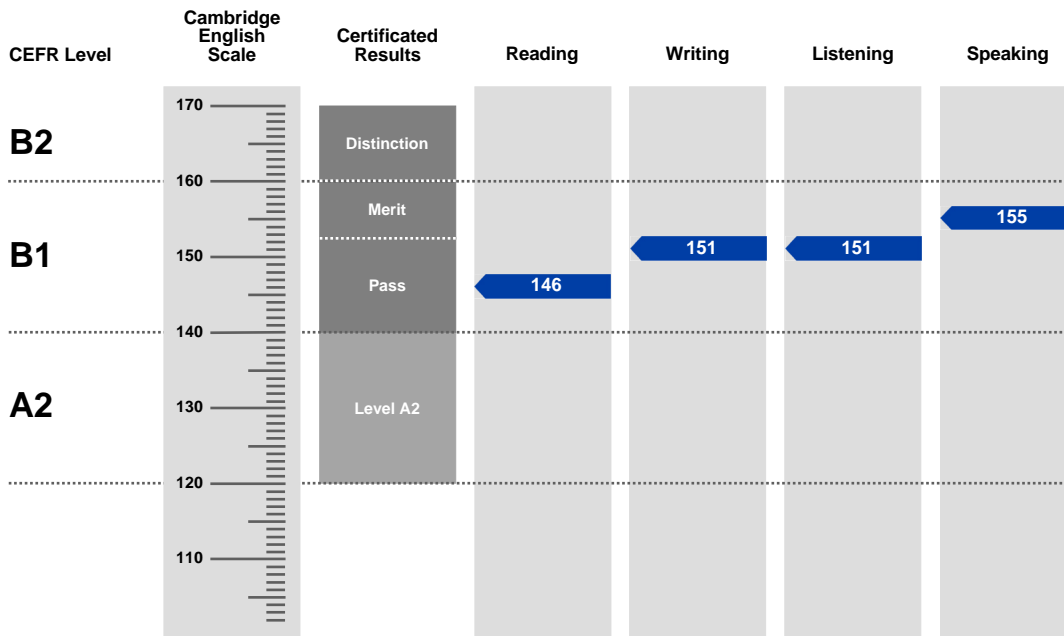 CEFR Level
Cambridge
English
Scale
Certificated
Results
Reading
Writing
Listening
Speaking
170
B2
Distinction
160
Merit
155
B1
150
151
151
Pass
146
140
A2
130
Level A2
120
110